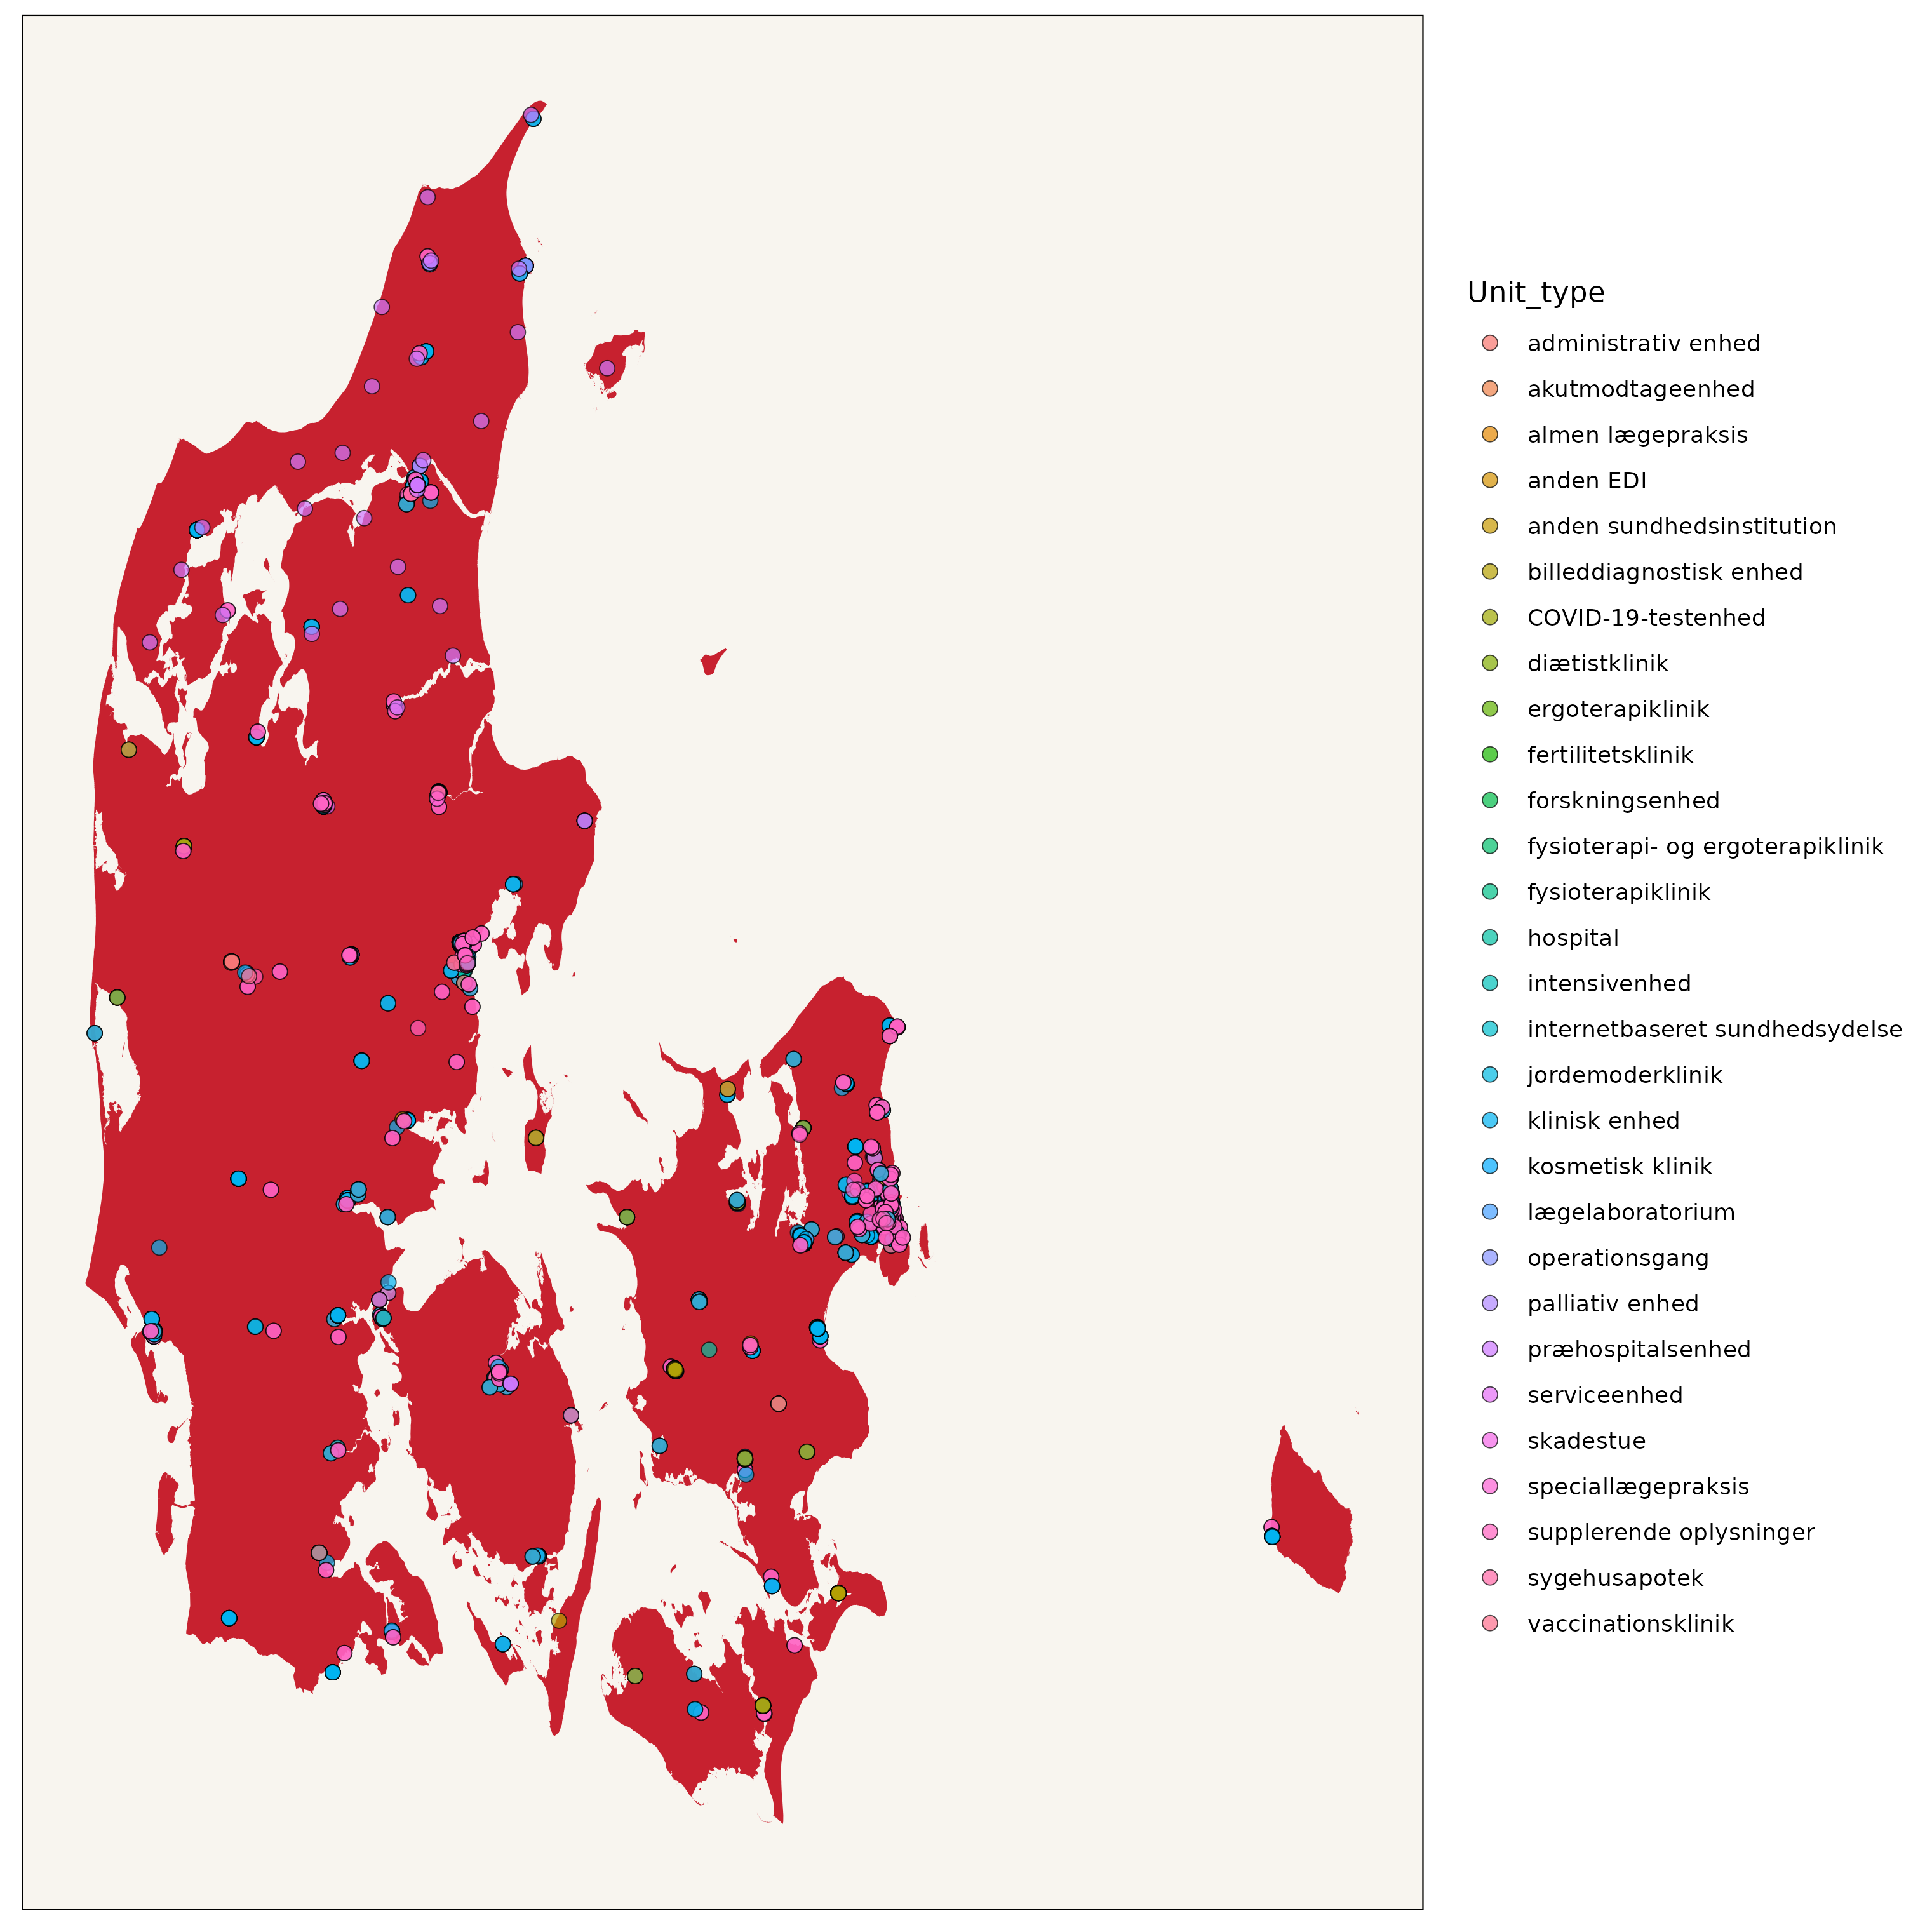 Unit_type
administrativ enhed
akutmodtageenhed
almen lægepraksis
anden EDI
anden sundhedsinstitution
billeddiagnostisk enhed
COVID-19-testenhed
diætistklinik
ergoterapiklinik
fertilitetsklinik
forskningsenhed
fysioterapi- og ergoterapiklinik
fysioterapiklinik
hospital
intensivenhed
internetbaseret sundhedsydelse
jordemoderklinik
klinisk enhed
kosmetisk klinik
lægelaboratorium
operationsgang
palliativ enhed
præhospitalsenhed
serviceenhed
skadestue
speciallægepraksis
supplerende oplysninger
sygehusapotek
vaccinationsklinik